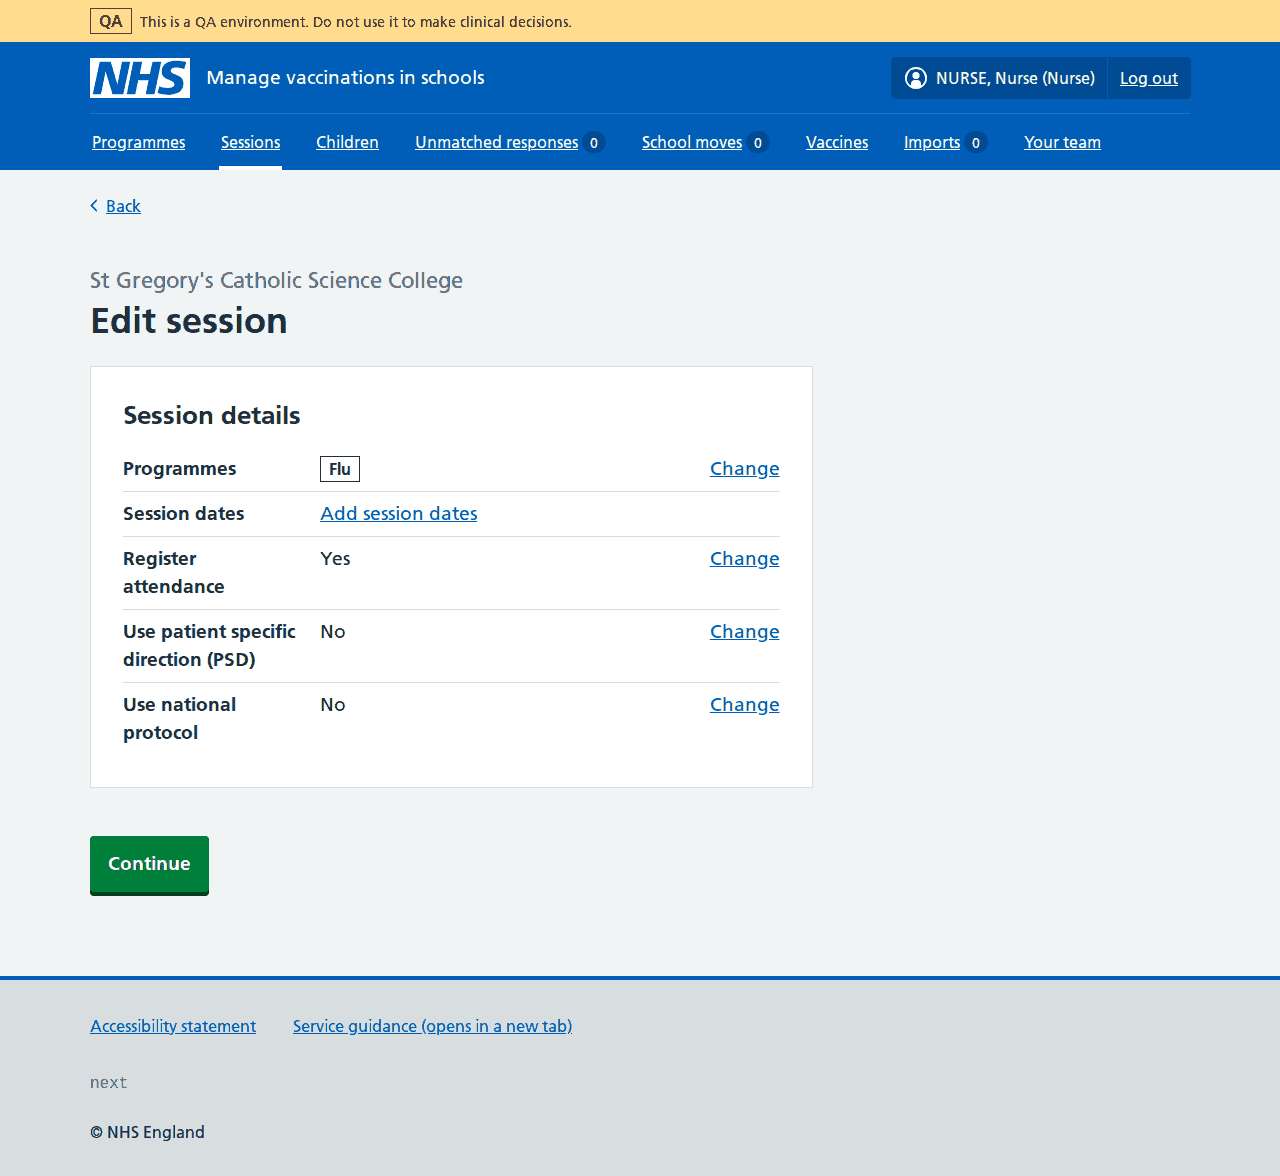 QA This is a QA environment. Do not use it to make clinical decisions.
NHS Manage vaccinations in schools NURSE, Nurse (Nurse) Log out
Programmes Sessions Children Unmatched responses 0 School moves 0 Vaccines Imports 0 Your team
Back
St Gregory's Catholic Science College
Edit session
Session details
Programmes Flu Change
Session dates Add session dates
Register attendance Yes Change
Use patient specific direction (PSD) No Change
Use national protocol No Change
Continue
Accessibility statement Service guidance (opens in a new tab)
next
© NHS England